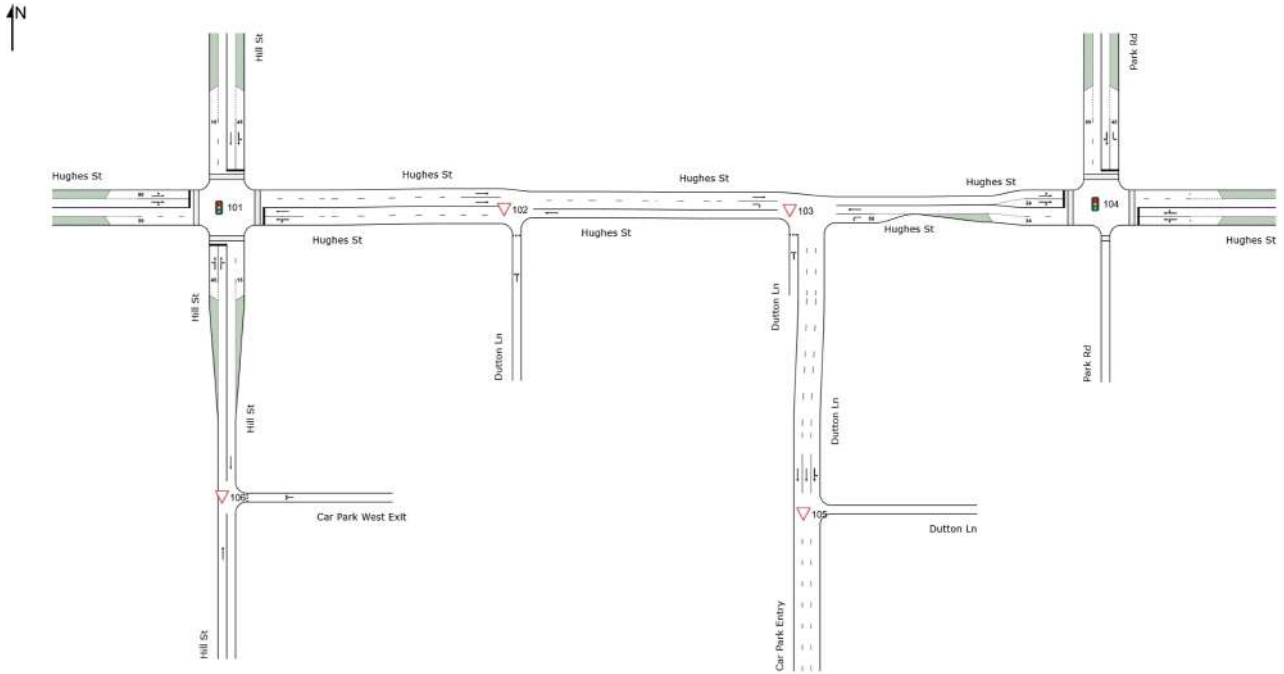 N
Hill St
Park Rd
Hughes St
Hughes St
Hughes St
Hughes St
101
102
103
104
Hughes St
Hughes St
Hughes St
Hughes St
Hill St
Dutton Ln
Dutton Ln
Park Rd
Hill St
Dutton Ln
106
Car Park West Exit
105
Dutton Ln
Hill St
Car Park Entry